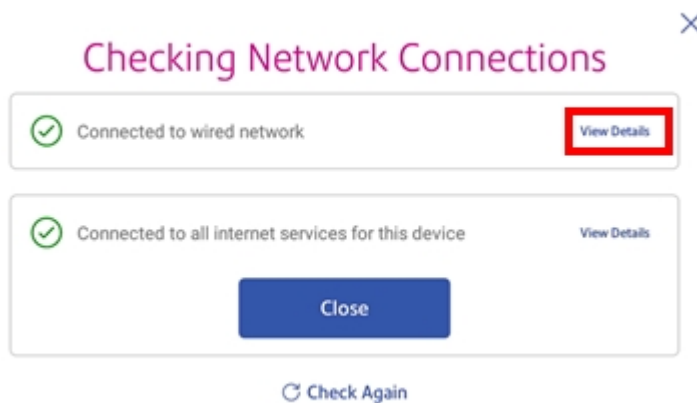 Checking Network Connections
Connected to wired network View Details
Connected to all internet services for this device View Details
Close
Check Again